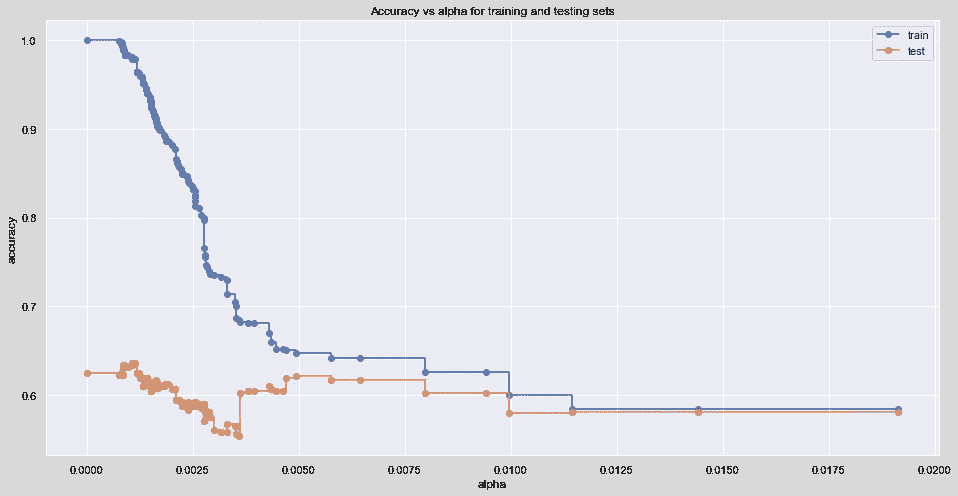 Accuracy vs alpha for training and testing sets
train
test
1.0
0.9
0.8
0.7
0.6
accuracy
0.0000 0.0025 0.0050 0.0075 0.0100 0.0125 0.0150 0.0175 0.0200
alpha